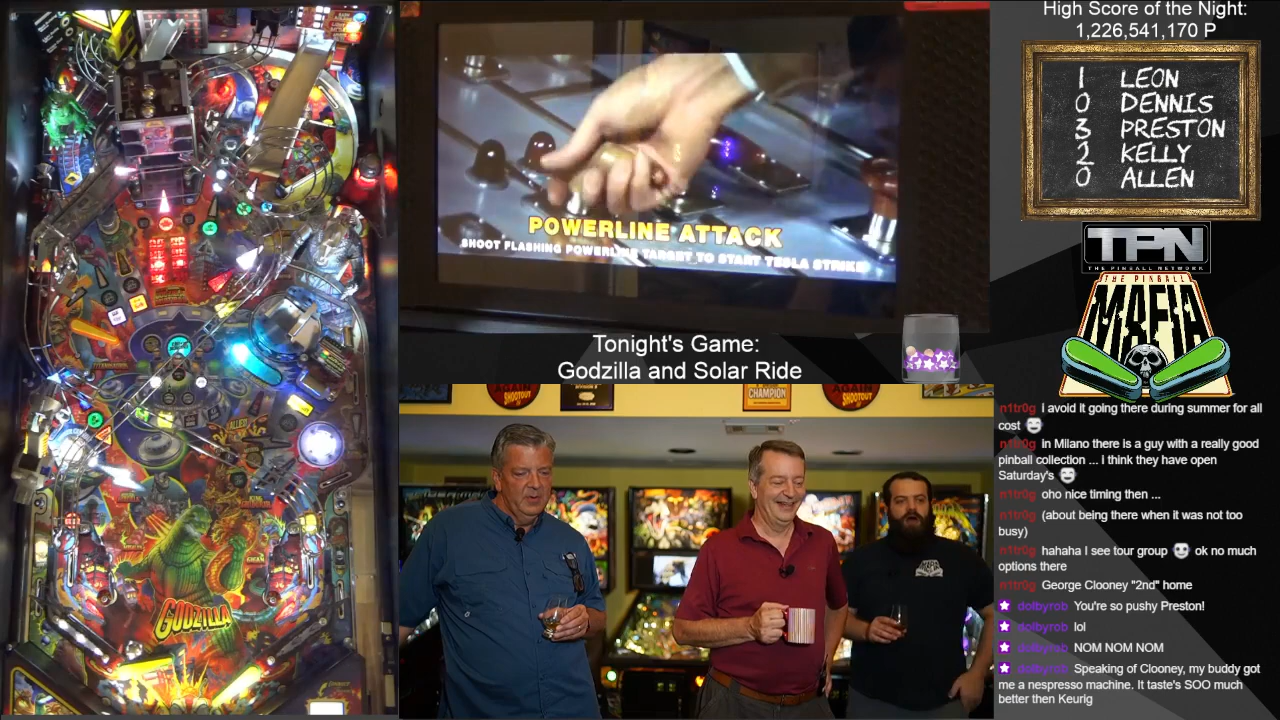 High Score of the Night:
1,226,541,170 P
1 LEON
0 DENNIS
3 PRESTON
2 KELLY
0 ALLEN
TPN
THE PINBALL NETWORK
THE PINBALL
MAFIA
POWERLINE ATTACK
SHOOT FLASHING POWERLINE TARGET TO START TESLA STRIKE
Tonight's Game:
Godzilla and Solar Ride
AGAIN
SHOOTOUT
CHAMPION
AGAIN
SHOOTOUT
GODZILLA
n1tr0g I avoid It going there during summer for all
cost
n1tr0g in Milano there is a guy with a really good
pinball collection ... i think they have open
Saturday's
n1tr0g oho nice timing then ...
n1tr0g (about being there when it was not too
busy)
n1tr0g hahaha I see tour group ok no much
options there
n1tr0g George Clooney "2nd" home
dolbyrob You're so pushy Preston!
dolbyrob lol
dolbyrob NOM NOM NOM
dolbyrob Speaking of Clooney, my buddy got
me a nespresso machine. It taste's SOO much
better then Keurig